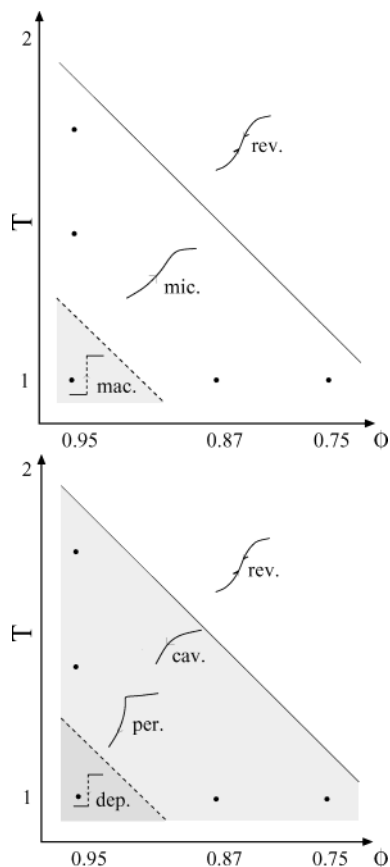 2
rev.
T
mic.
1
mac.
0.95 0.87 0.75 ϕ
2
rev.
T
cav.
per.
1
dep.
0.95 0.87 0.75 ϕ